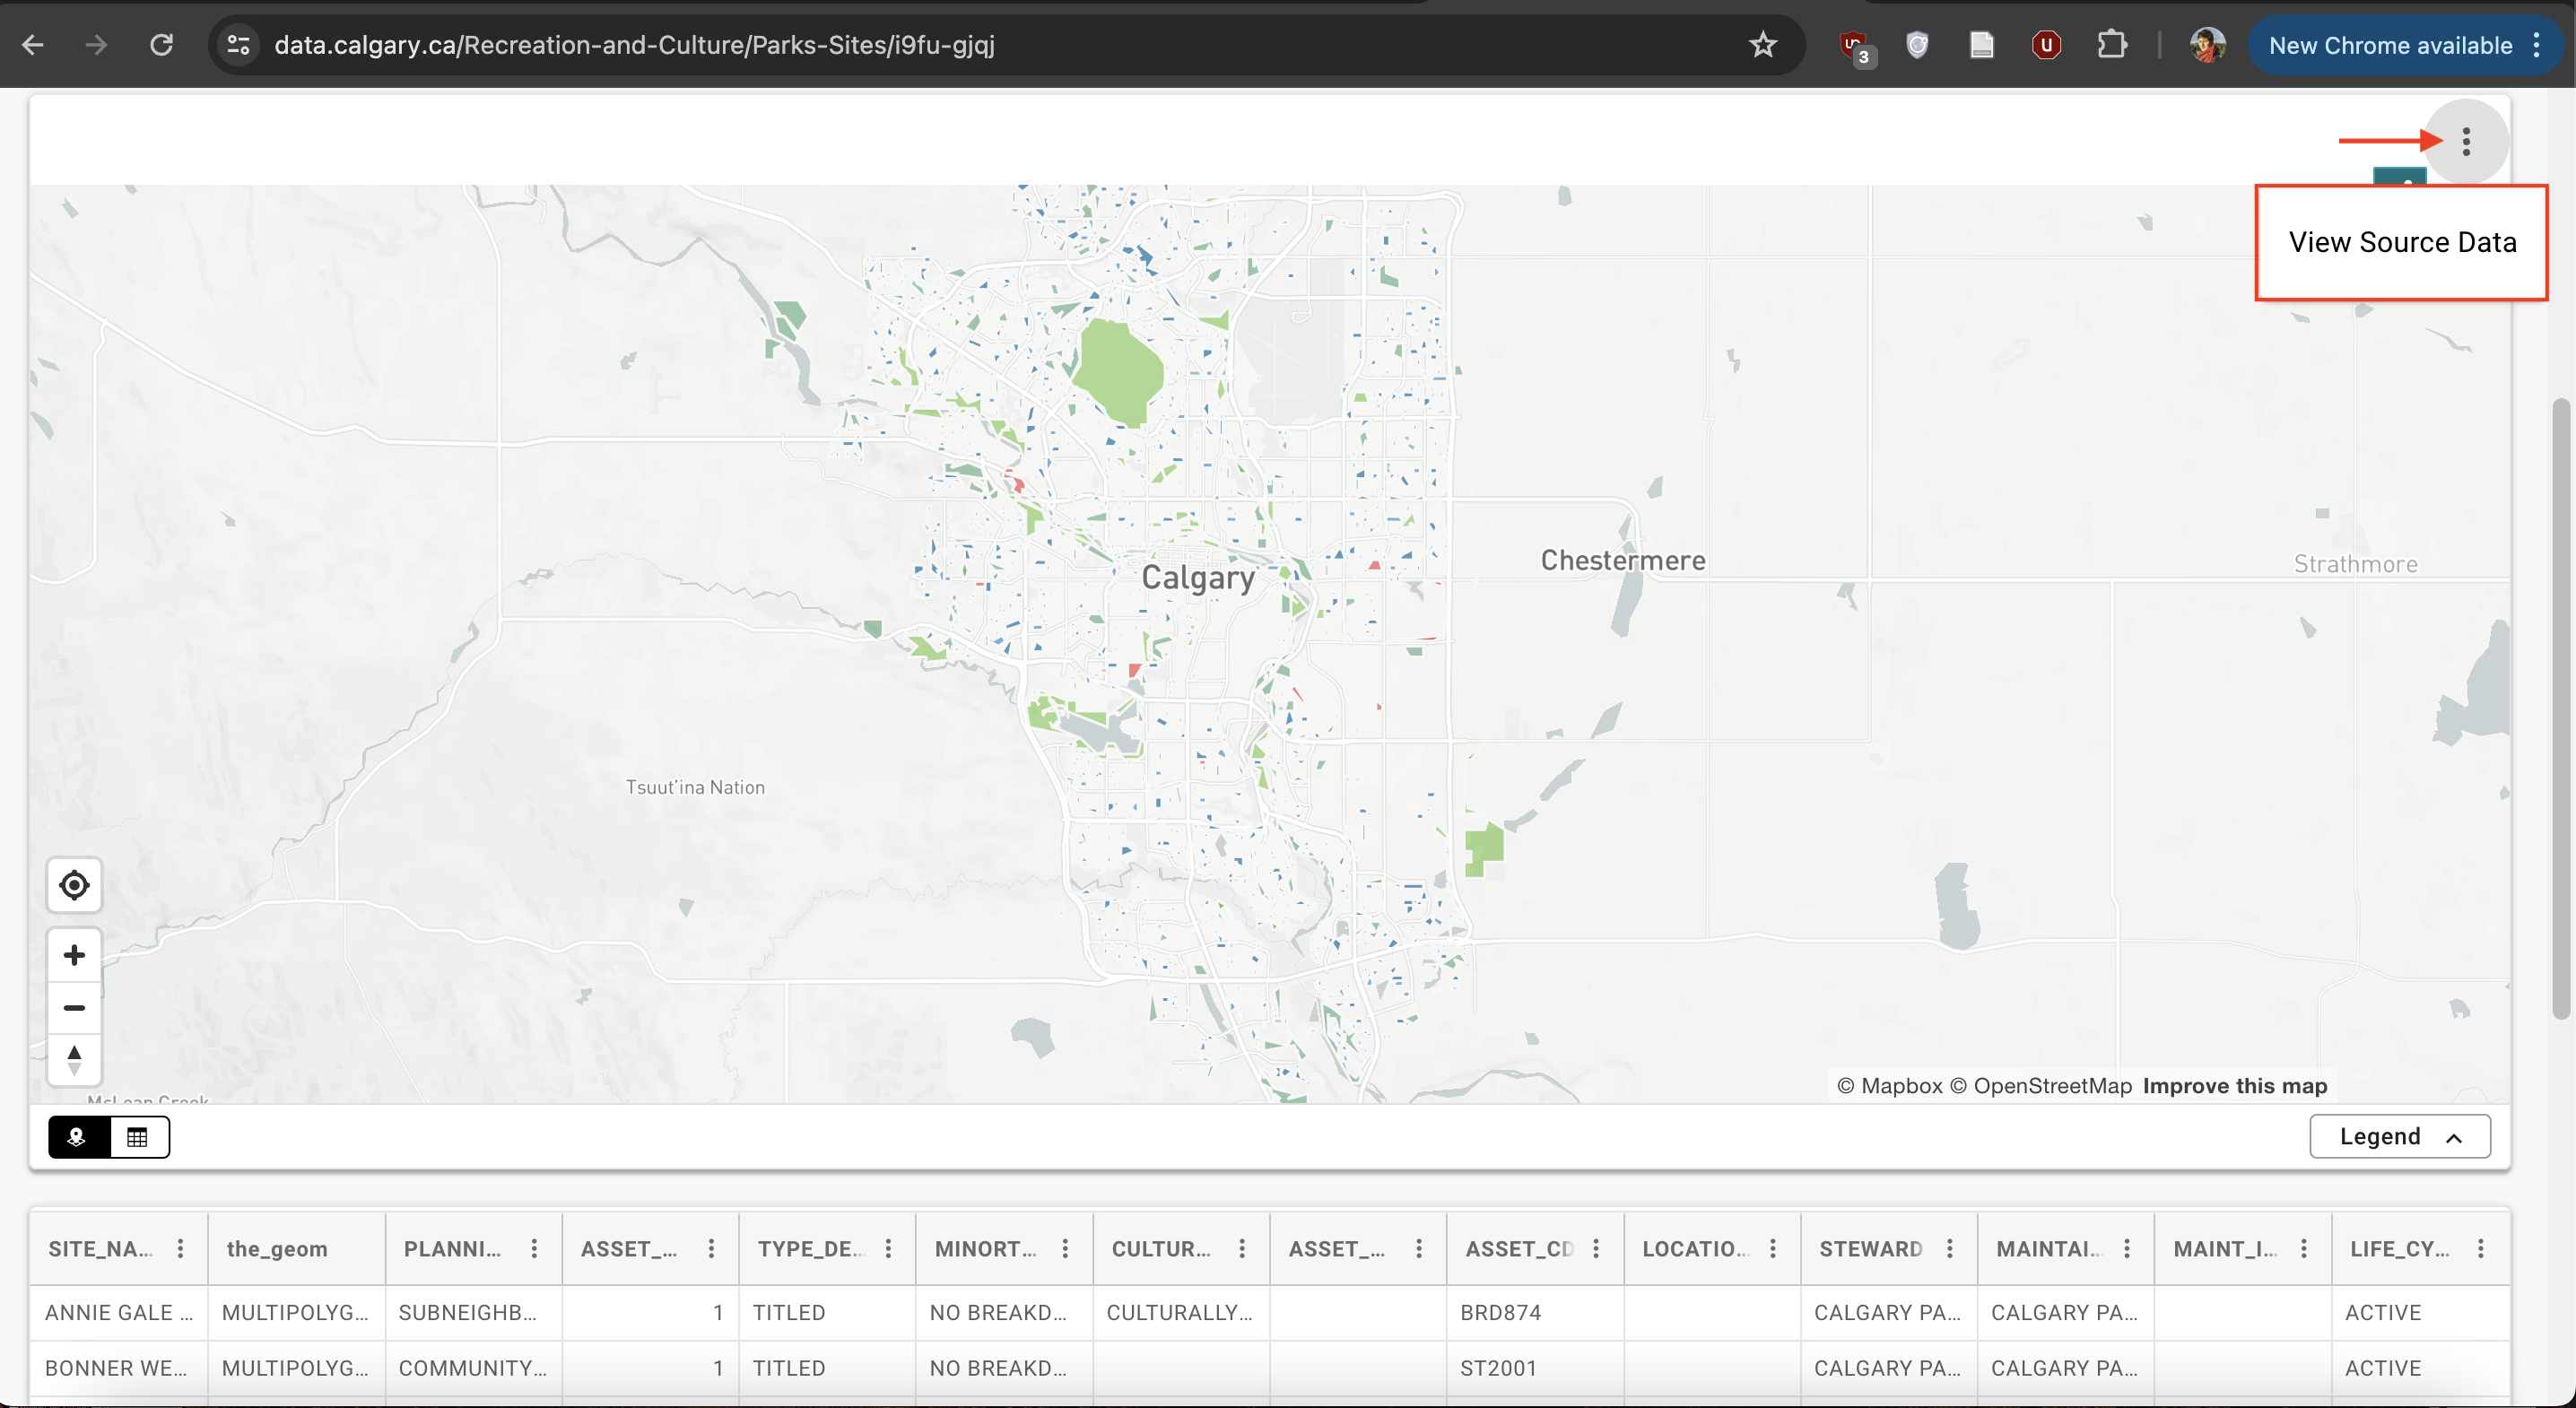 data.calgary.ca/Recreation-and-Culture/Parks-Sites/i9fu-gjqj
3
U
New Chrome available
View Source Data
Calgary
Chestermere
Strathmore
Tsuut'ina Nation
McLean Creek
© Mapbox © OpenStreetMap Improve this map
Legend
SITE_NA... the_geom PLANNI... ASSET_... TYPE_DE... MINORT... CULTUR... ASSET_... ASSET_CD LOCATIO... STEWARD MAINTAI... MAINT_I... LIFE_CY...
ANNIE GALE ... MULTIPOLYG... SUBNEIGHB... 1 TITLED NO BREAKD... CULTURALLY... BRD874 CALGARY PA... CALGARY PA... ACTIVE
BONNER WE... MULTIPOLYG... COMMUNITY... 1 TITLED NO BREAKD... ST2001 CALGARY PA... CALGARY PA... ACTIVE